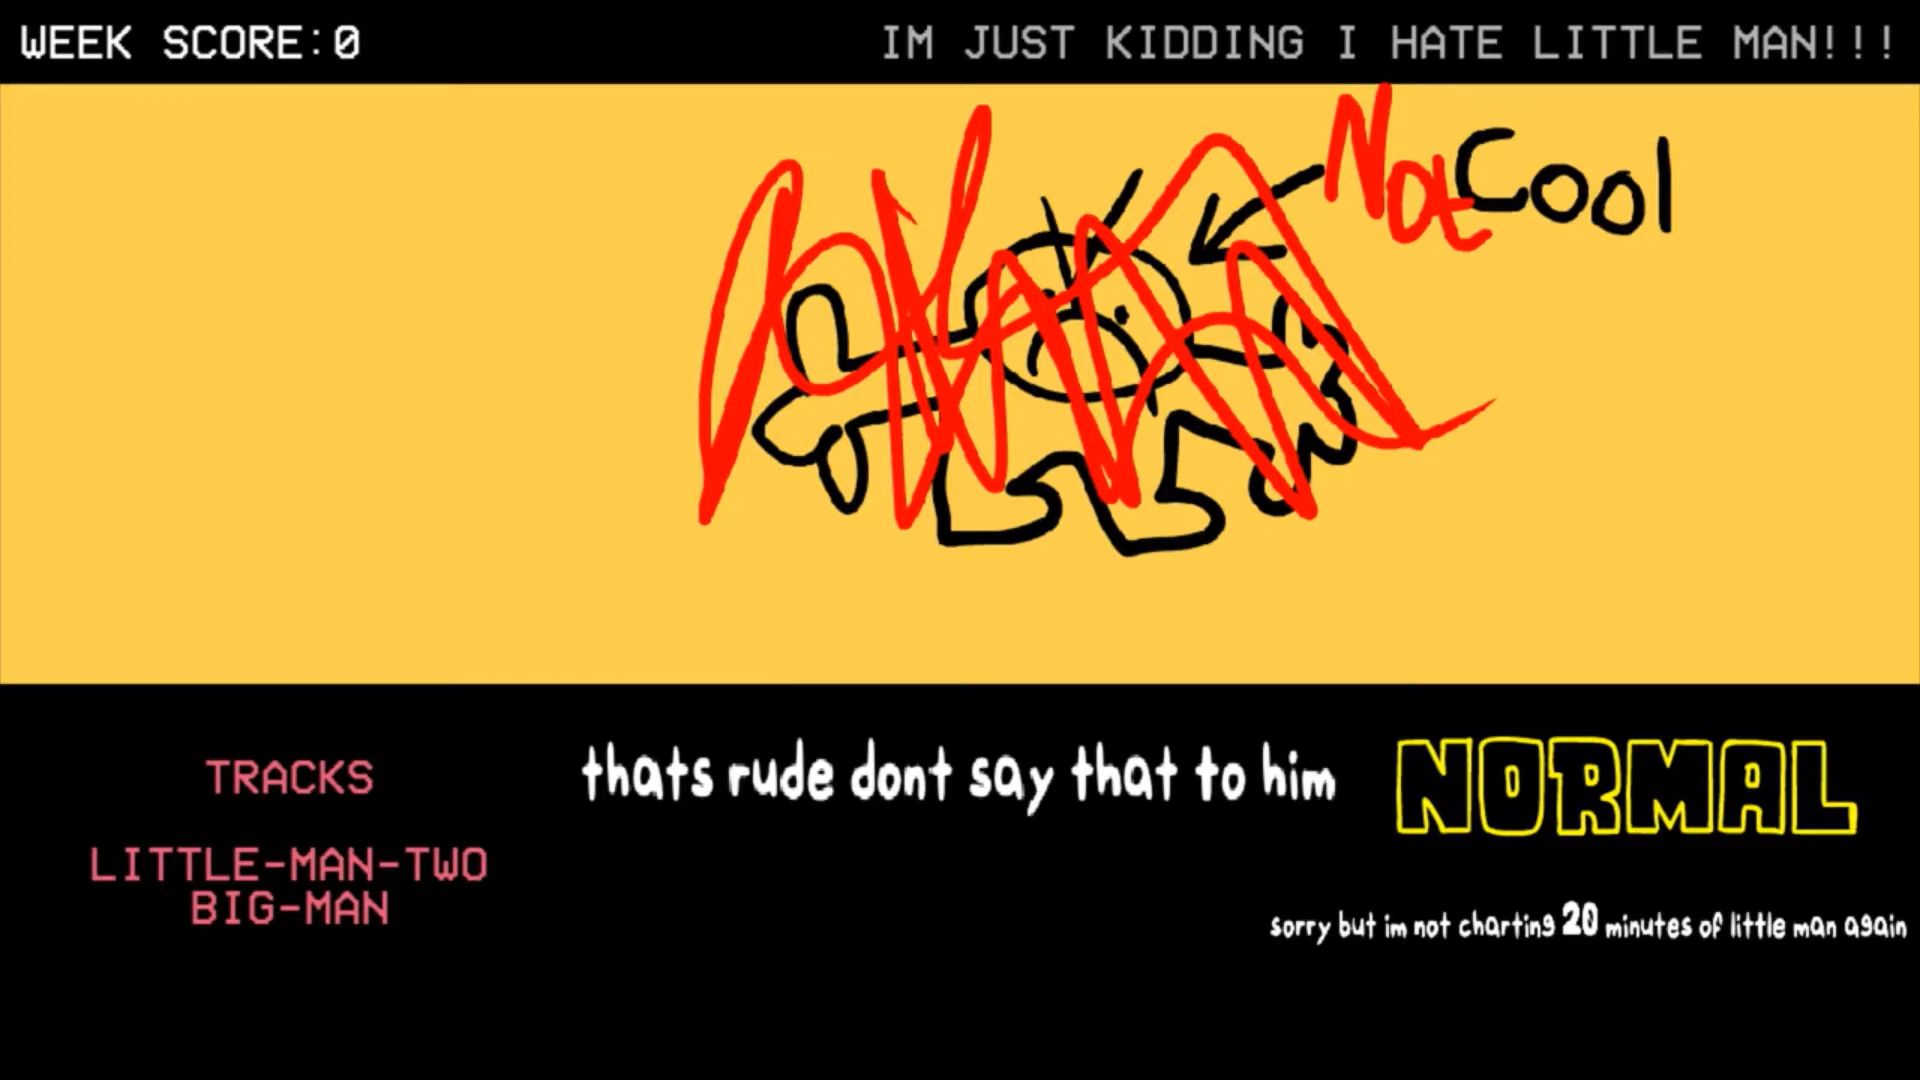 WEEK SCORE:0
IM JUST KIDDING I HATE LITTLE MAN!!!
Not Cool
TRACKS
LITTLE-MAN-TWO
BIG-MAN
thats rude dont say that to him
NORMAL
sorry but im not charting 20 minutes of little man again